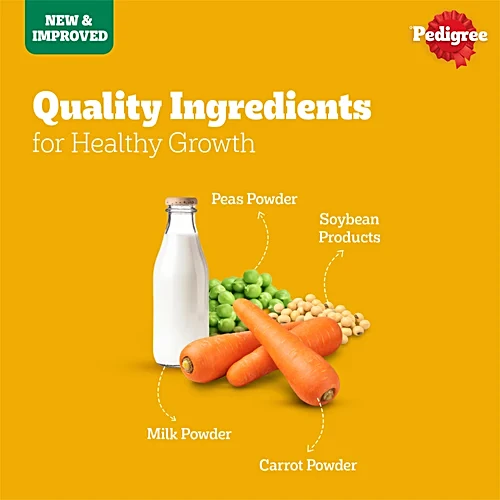 NEW &
IMPROVED
Pedigree
Quality Ingredients
for Healthy Growth
Peas Powder
Soybean
Products
Milk Powder
Carrot Powder